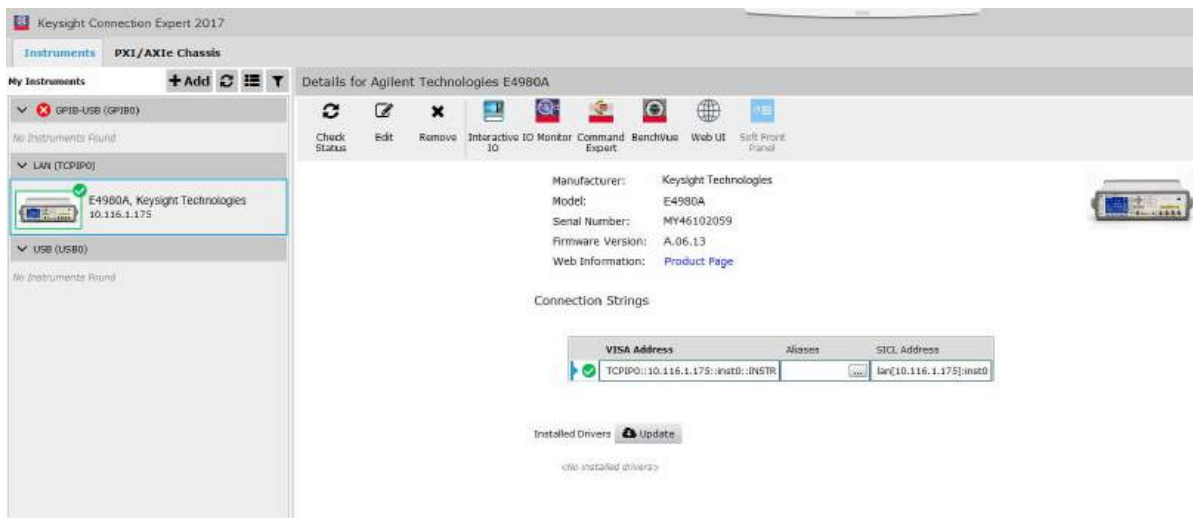 Keysight Connection Expert 2017
Instruments PXI/AXIe Chassis
My Instruments + Add
GPIB-USB (GPIB0)
No Instruments Found
LAN (TCPIP0)
E4980A, Keysight Technologies
10.116.1.175
USB (USB0)
No Instruments Found
Details for Agilent Technologies E4980A
Check Status
Edit
Remove
Interactive IO
IO Monitor
Command Expert
BenchVue
Web UI
Soft Front Panel
Manufacturer: Keysight Technologies
Model: E4980A
Serial Number: MY46102059
Firmware Version: A.06.13
Web Information: Product Page
Connection Strings
VISA Address Aliases SICL Address
TCPIP0::10.116.1.175::inst0::INSTR ... lan[10.116.1.175]:inst0
Installed Drivers Update
<No installed drivers>